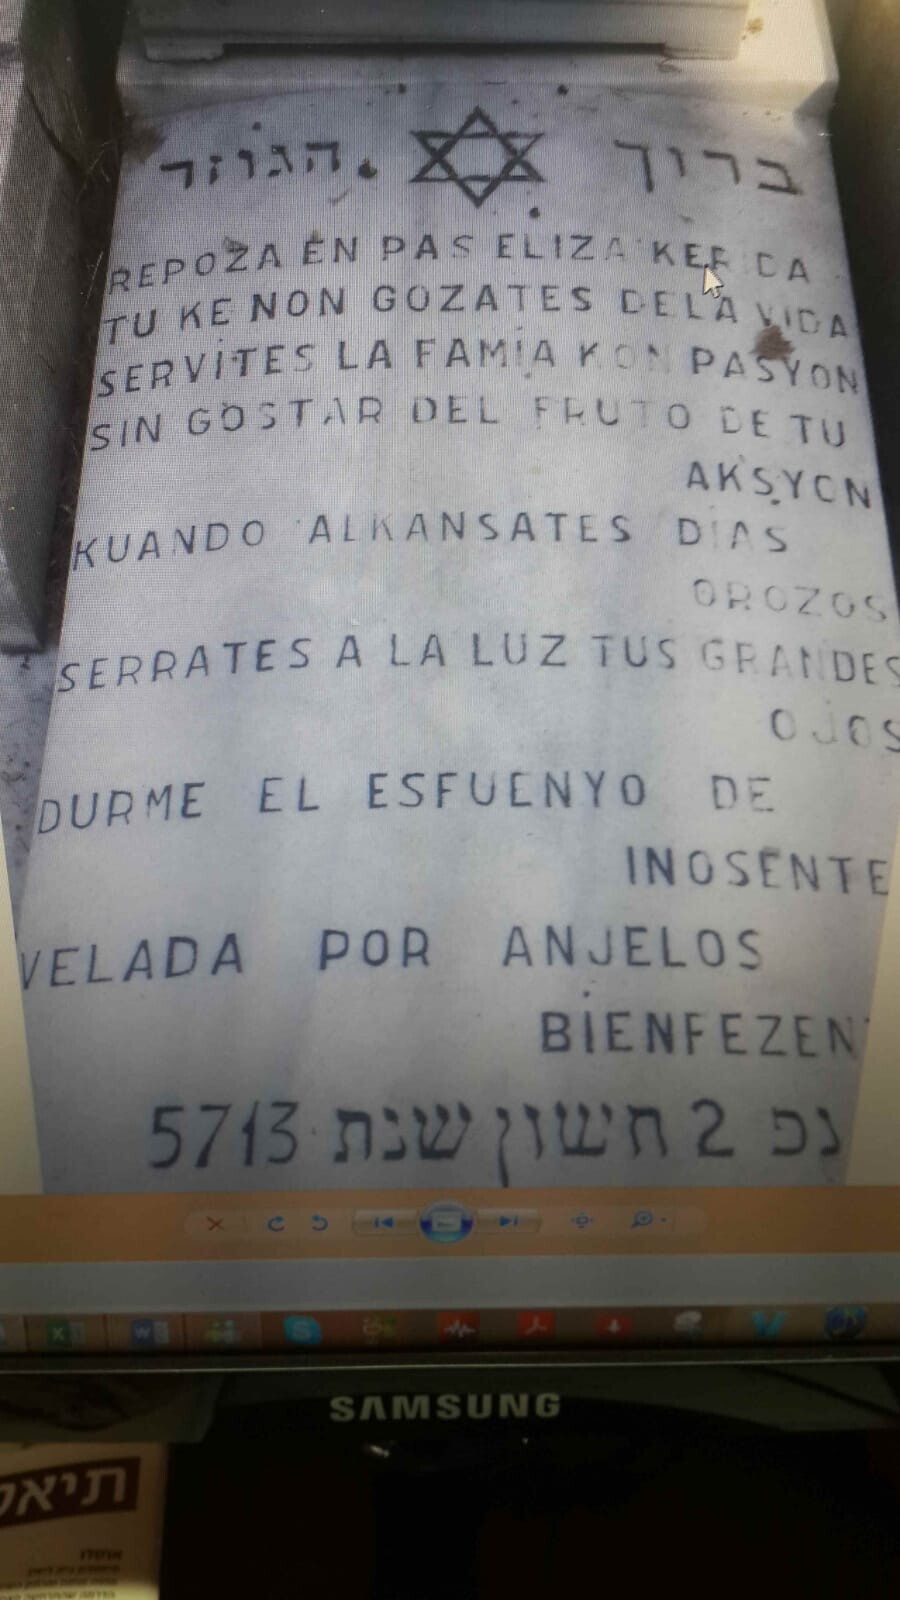 ברוך הגוזר.
REPOZA EN PAS ELIZA KERIDA
TU KE NON GOZATES DE LA VIDA
SERVITES LA FAMIA KON PASYON
SIN GOSTAR DEL FRUTO DE TU
AKSYON
KUANDO ALKANSATES DIAS
OROZOS
SERRATES A LA LUZ TUS GRANDES
OJOS
DURME EL ESFUENYO DE
INOSENTE
VELADA POR ANJELOS
BIENFEZEN
נפ 2 חשון שנת 5713
SAMSUNG